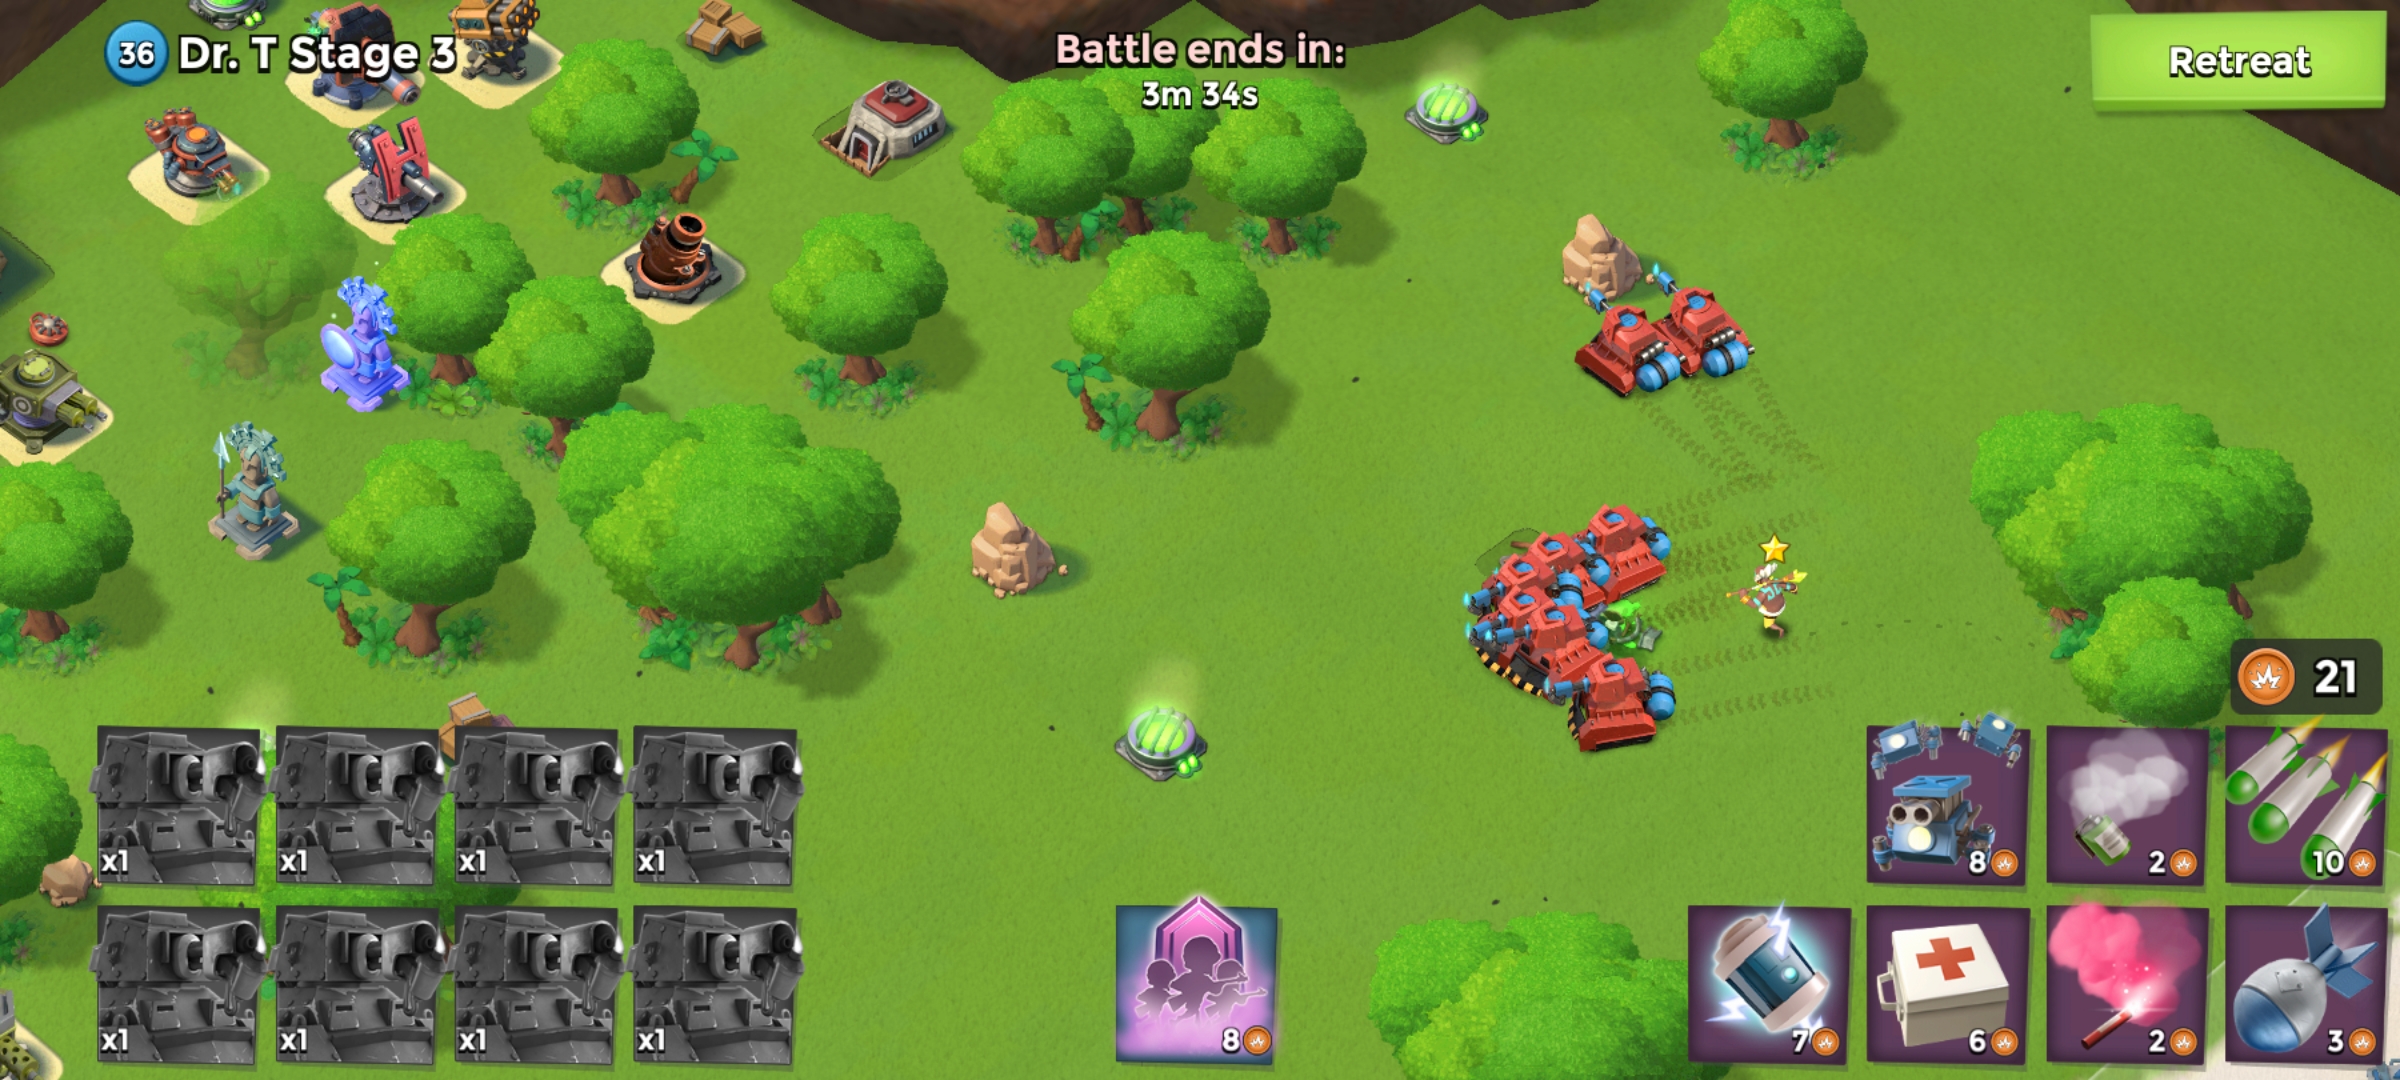 36 Dr. T Stage 3
Battle ends in:
3m 34s
Retreat
21
x1 x1 x1 x1
8 2 10
x1 x1 x1 x1
8 7 6 2 3